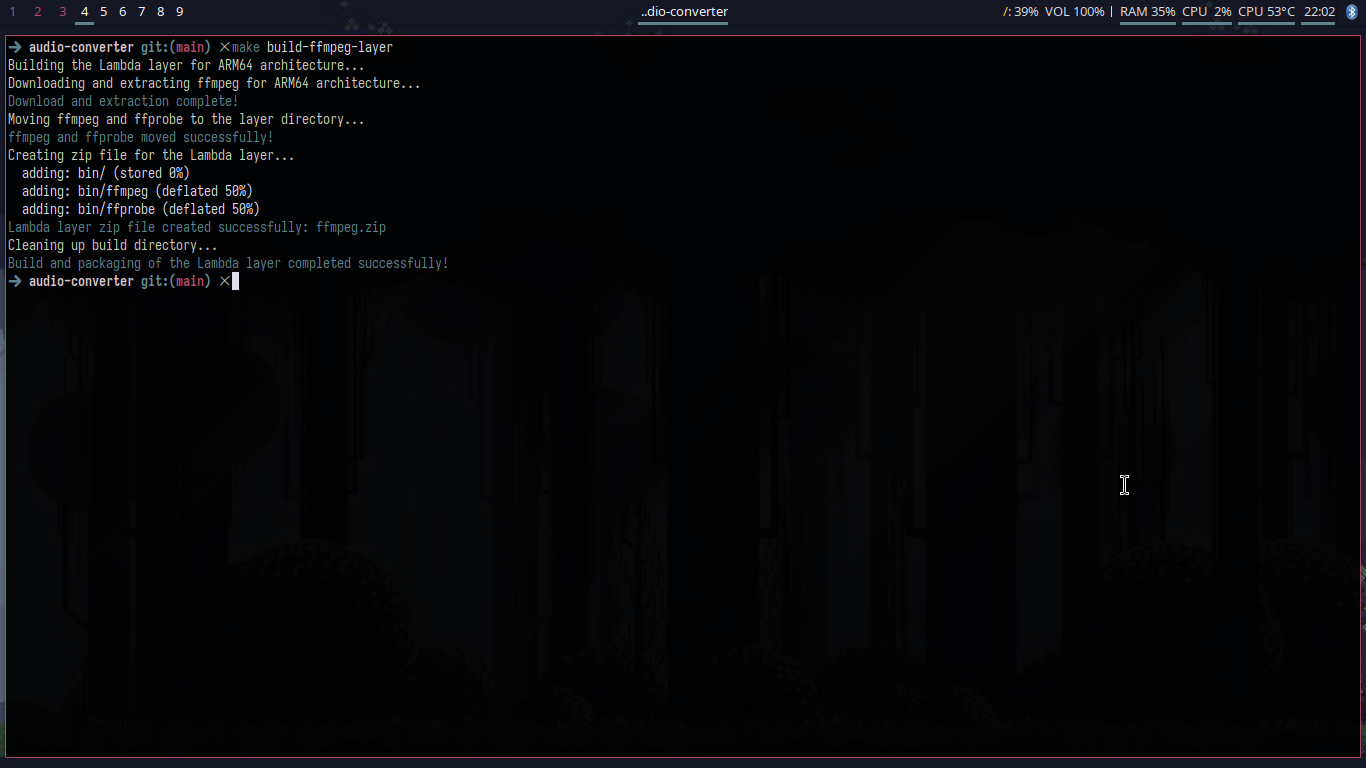 1 2 3 4 5 6 7 8 9 ..dio-converter /: 39% VOL 100% | RAM 35% CPU 2% CPU 53°C 22:02
➔ audio-converter git:(main) ✕make build-ffmpeg-layer
Building the Lambda layer for ARM64 architecture...
Downloading and extracting ffmpeg for ARM64 architecture...
Download and extraction complete!
Moving ffmpeg and ffprobe to the layer directory...
ffmpeg and ffprobe moved successfully!
Creating zip file for the Lambda layer...
  adding: bin/ (stored 0%)
  adding: bin/ffmpeg (deflated 50%)
  adding: bin/ffprobe (deflated 50%)
Lambda layer zip file created successfully: ffmpeg.zip
Cleaning up build directory...
Build and packaging of the Lambda layer completed successfully!
➔ audio-converter git:(main) ✕